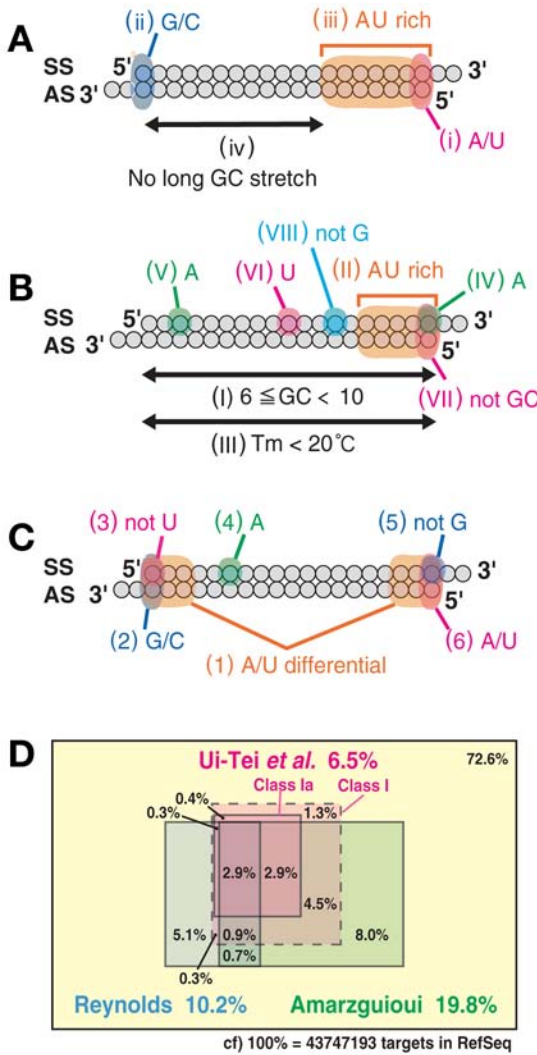 A
(ii) G/C
(iii) AU rich
SS 5' 3'
AS 3' 5'
(iv)
No long GC stretch
(i) A/U
B
(VIII) not G
(V) A
(VI) U
(II) AU rich
(IV) A
SS 5' 3'
AS 3' 5'
(I) 6 ≦GC < 10
(VII) not GC
(III) Tm < 20℃
C
(3) not U
(4) A
(5) not G
SS 5' 3'
AS 3' 5'
(2) G/C
(1) A/U differential
(6) A/U
D
Ui-Tei et al. 6.5%
72.6%
Class Ia
Class I
0.4%
1.3%
0.3%
2.9%
2.9%
4.5%
5.1%
0.9%
8.0%
0.7%
0.3%
Reynolds 10.2%
Amarzguioui 19.8%
cf) 100% = 43747193 targets in RefSeq